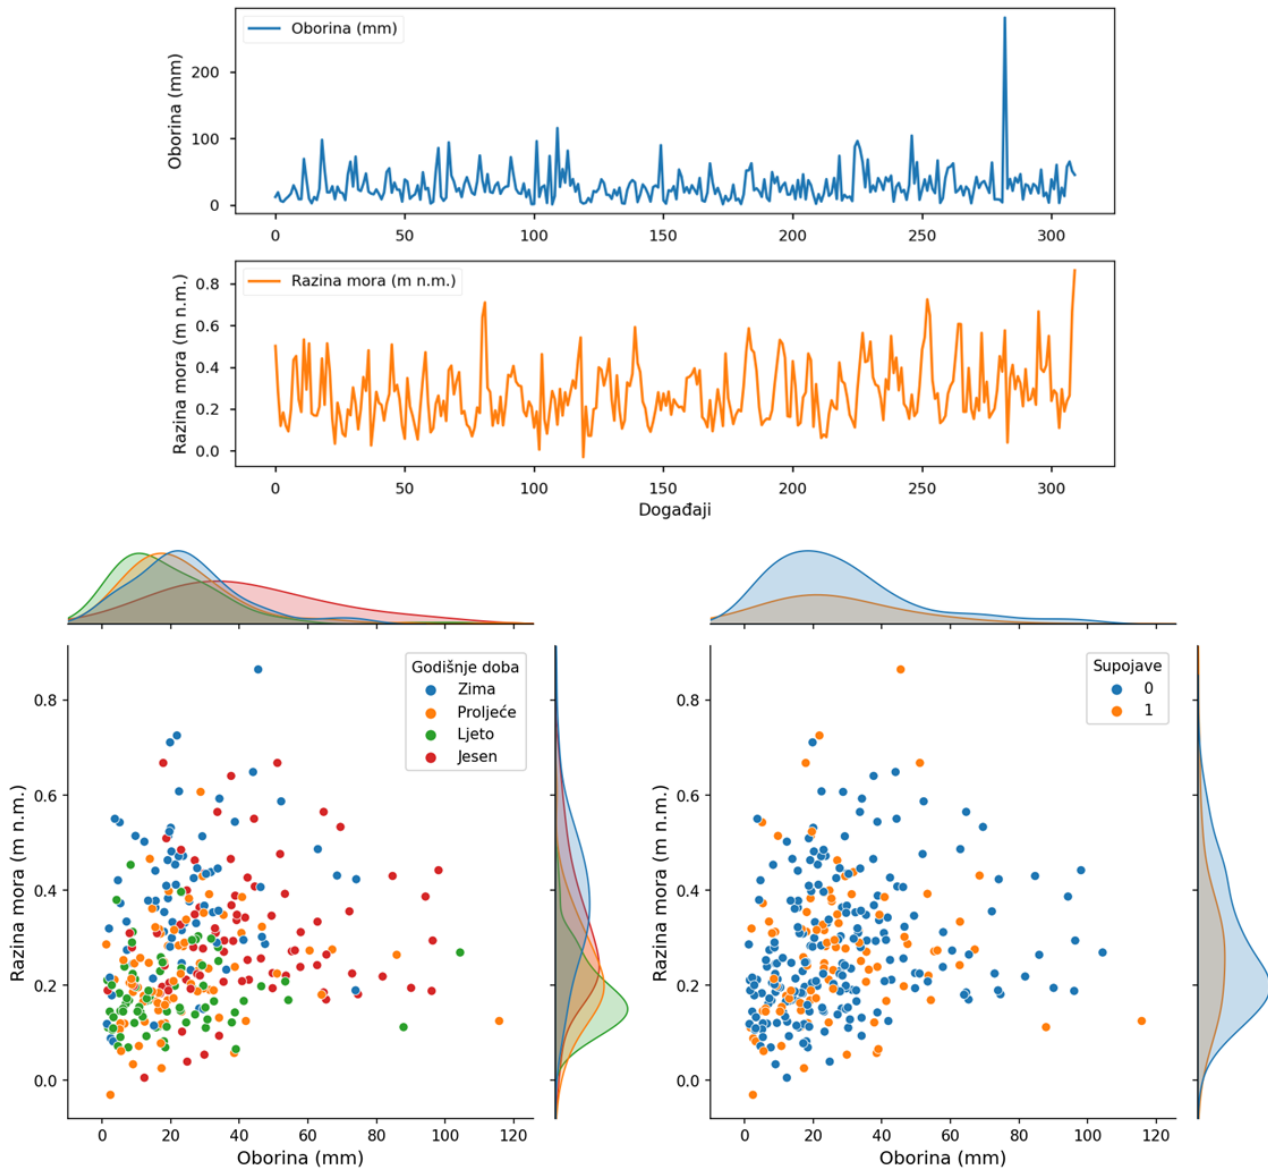 Oborina (mm)
Oborina (mm)
200
100
0
0 50 100 150 200 250 300
Razina mora (m n.m.)
Razina mora (m n.m.)
0.8
0.6
0.4
0.2
0.0
0 50 100 150 200 250 300
Događaji
Godišnje doba
Zima
Proljeće
Ljeto
Jesen
Razina mora (m n.m.)
0.8
0.6
0.4
0.2
0.0
0 20 40 60 80 100 120
Oborina (mm)
Supojave
0
1
Razina mora (m n.m.)
0.8
0.6
0.4
0.2
0.0
0 20 40 60 80 100 120
Oborina (mm)